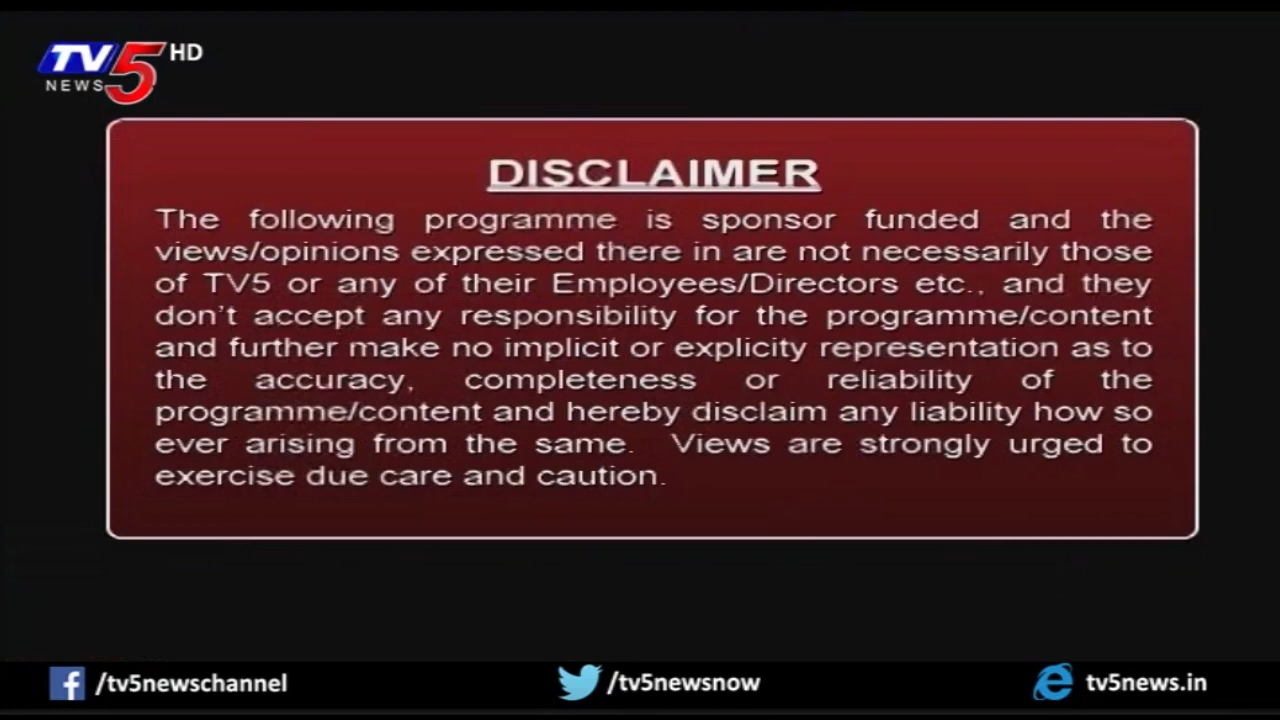 TV5 HD
NEWS
DISCLAIMER
The following programme is sponsor funded and the
views/opinions expressed there in are not necessarily those
of TV5 or any of their Employees/Directors etc., and they
don't accept any responsibility for the programme/content
and further make no implicit or explicity representation as to
the accuracy, completeness or reliability of the
programme/content and hereby disclaim any liability how so
ever arising from the same. Views are strongly urged to
exercise due care and caution.
/tv5newschannel
/tv5newsnow
tv5news.in